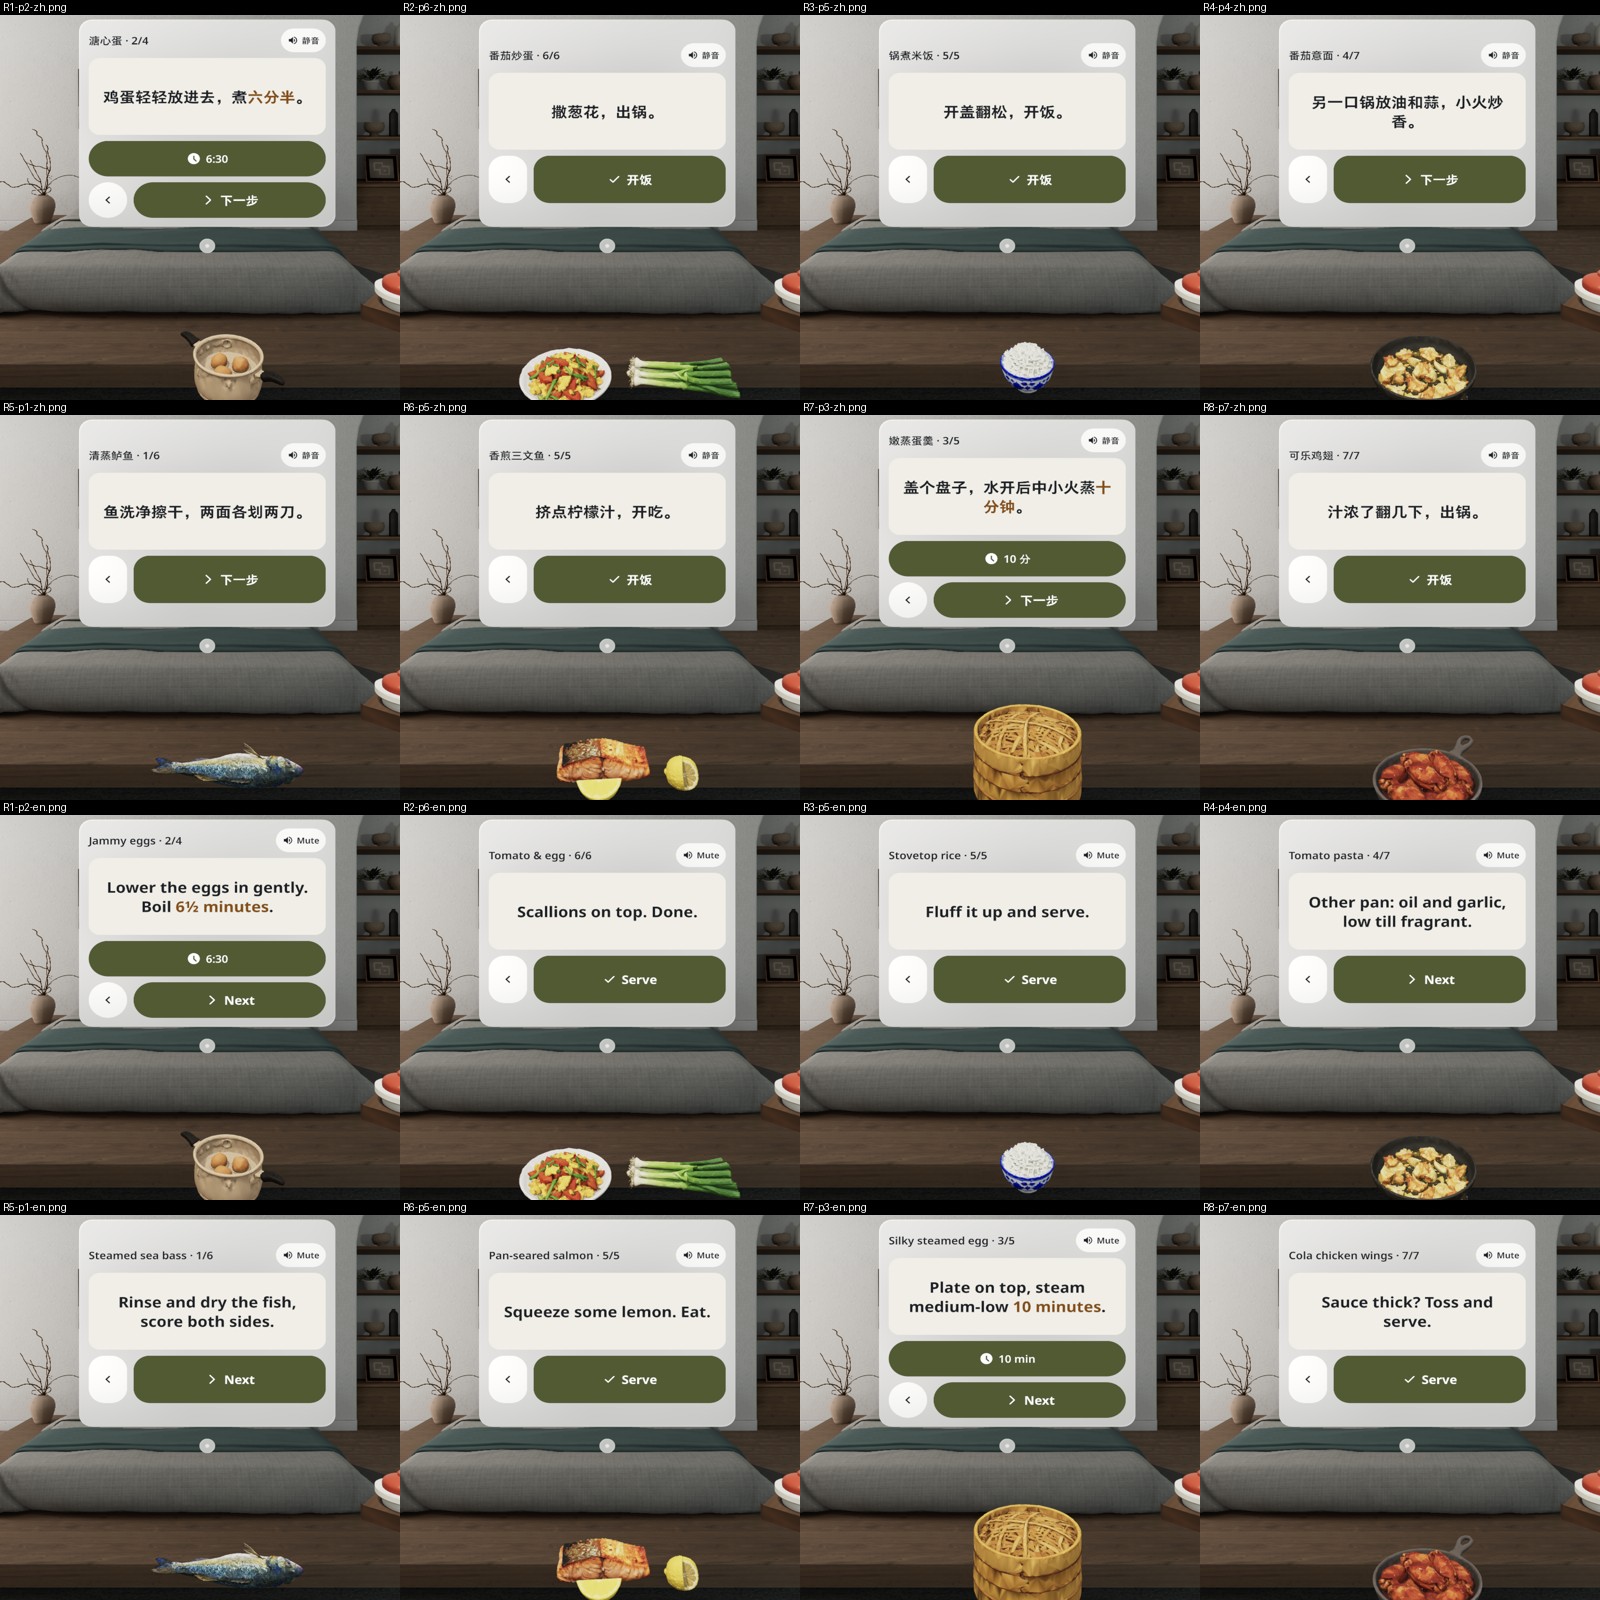 R1-p2-zh.png
溏心蛋 · 2/4
静音
鸡蛋轻轻放进去，煮六分半。
6:30
下一步
R2-p6-zh.png
番茄炒蛋 · 6/6
静音
撒葱花，出锅。
开饭
R3-p5-zh.png
锅煮米饭 · 5/5
静音
开盖翻松，开饭。
开饭
R4-p4-zh.png
番茄意面 · 4/7
静音
另一口锅放油和蒜，小火炒
香。
下一步
R5-p1-zh.png
清蒸鲈鱼 · 1/6
静音
鱼洗净擦干，两面各划两刀。
下一步
R6-p5-zh.png
香煎三文鱼 · 5/5
静音
挤点柠檬汁，开吃。
开饭
R7-p3-zh.png
嫩蒸蛋羹 · 3/5
静音
盖个盘子，水开后中小火蒸十
分钟。
10 分
下一步
R8-p7-zh.png
可乐鸡翅 · 7/7
静音
汁浓了翻几下，出锅。
开饭
R1-p2-en.png
Jammy eggs · 2/4
Mute
Lower the eggs in gently.
Boil 6½ minutes.
6:30
Next
R2-p6-en.png
Tomato & egg · 6/6
Mute
Scallions on top. Done.
Serve
R3-p5-en.png
Stovetop rice · 5/5
Mute
Fluff it up and serve.
Serve
R4-p4-en.png
Tomato pasta · 4/7
Mute
Other pan: oil and garlic,
low till fragrant.
Next
R5-p1-en.png
Steamed sea bass · 1/6
Mute
Rinse and dry the fish,
score both sides.
Next
R6-p5-en.png
Pan-seared salmon · 5/5
Mute
Squeeze some lemon. Eat.
Serve
R7-p3-en.png
Silky steamed egg · 3/5
Mute
Plate on top, steam
medium-low 10 minutes.
10 min
Next
R8-p7-en.png
Cola chicken wings · 7/7
Mute
Sauce thick? Toss and
serve.
Serve